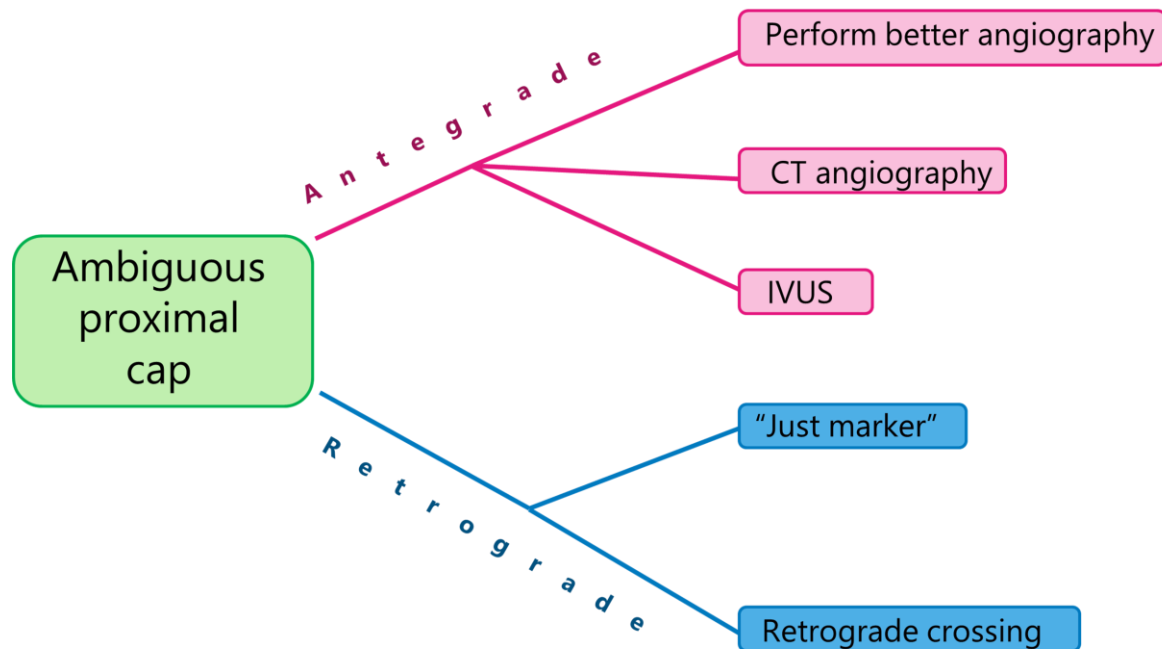 Ambiguous
proximal
cap
Antegrade
Perform better angiography
CT angiography
IVUS
Retrograde
“Just marker”
Retrograde crossing